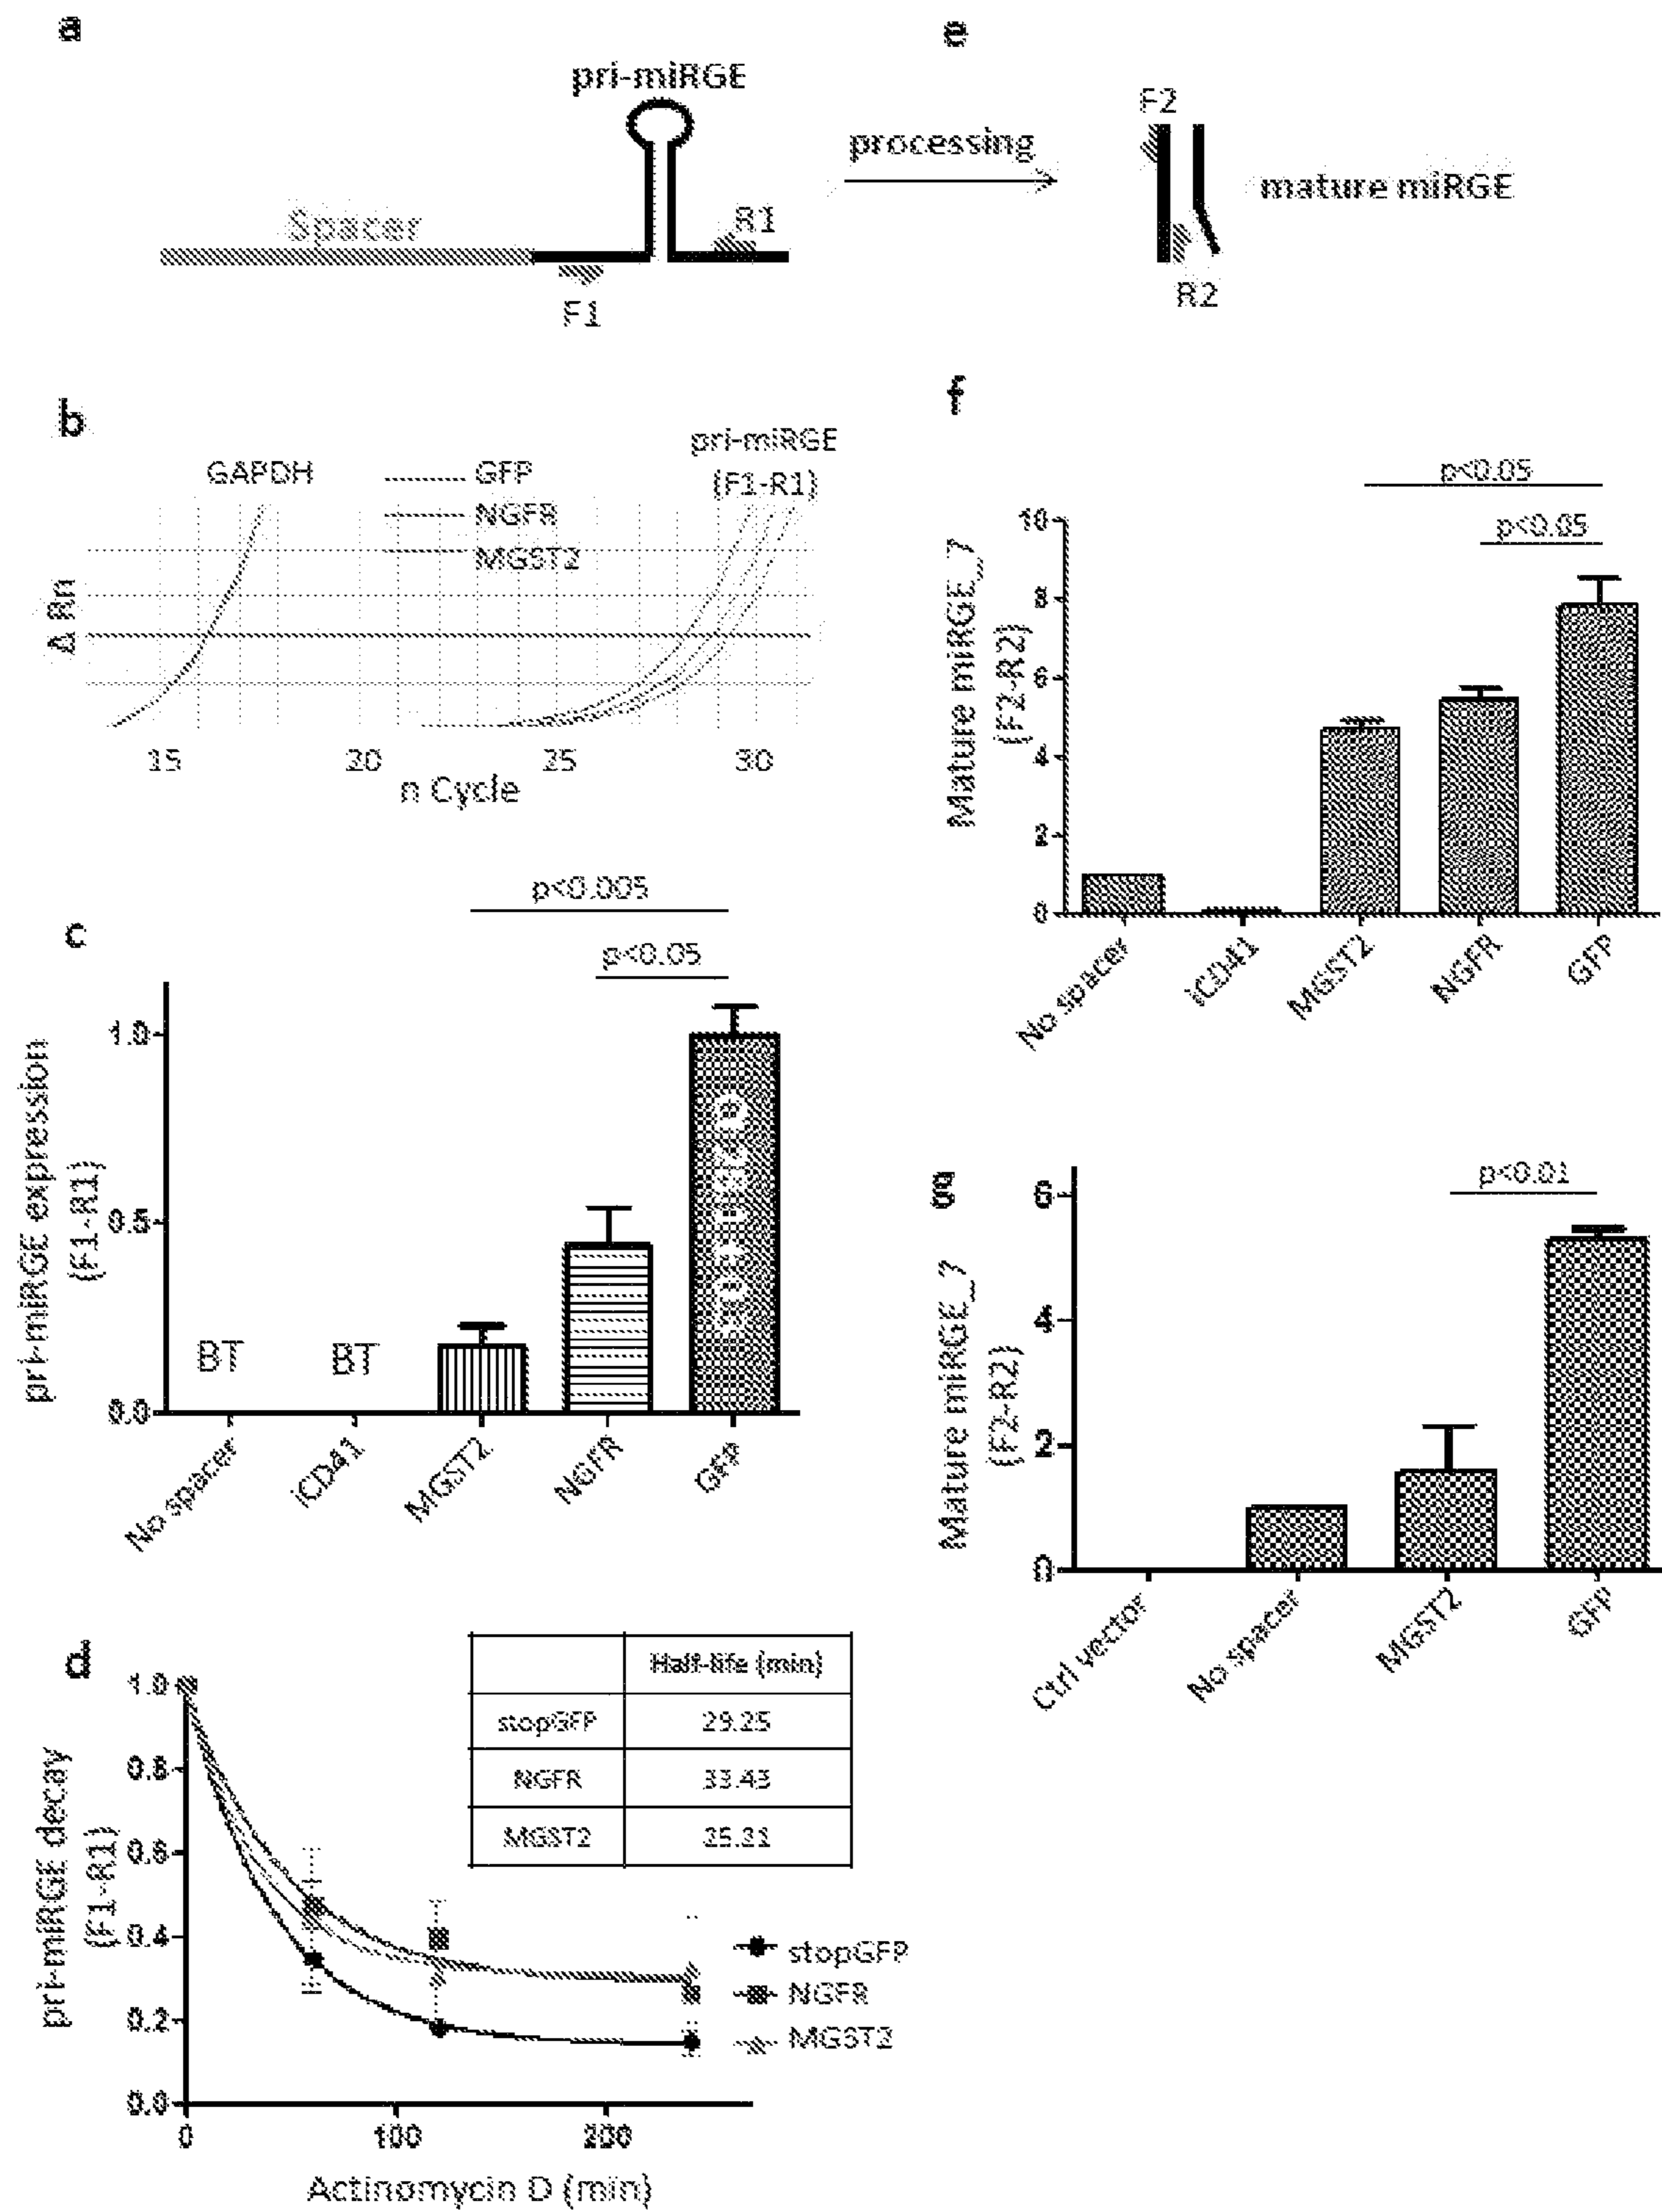 a
pri-miRGE
Spacer
R1
F1
processing
e
F2
mature miRGE
R2
b
GAPDH
GFP
NGFR
MGST2
pri-miRGE
(F1-R1)
Δ Rn
15 20 25 30
n Cycle
c
p<0.005
p<0.05
pri-miRGE expression
(F1-R1)
1.0
0.5
0.0
BT BT
No spacer
iCD41
MGST2
NGFR
GFP
d
Half-life (min)
stopGFP 29.25
NGFR 33.43
MGST2
pri-miRGE decay
(F1-R1)
1.0
0.8
0.6
0.4
0.2
0.0
0 100 200
Actinomycin D (min)
stopGFP
NGFR
MGST2
f
p<0.05
p<0.05
Mature miRGE_7
(F2-R2)
10
8
6
4
2
0
No spacer
iCD41
MGST2
NGFR
GFP
g
p<0.01
Mature miRGE_7
(F2-R2)
6
4
2
0
Ctrl vector
No spacer
MGST2
GFP